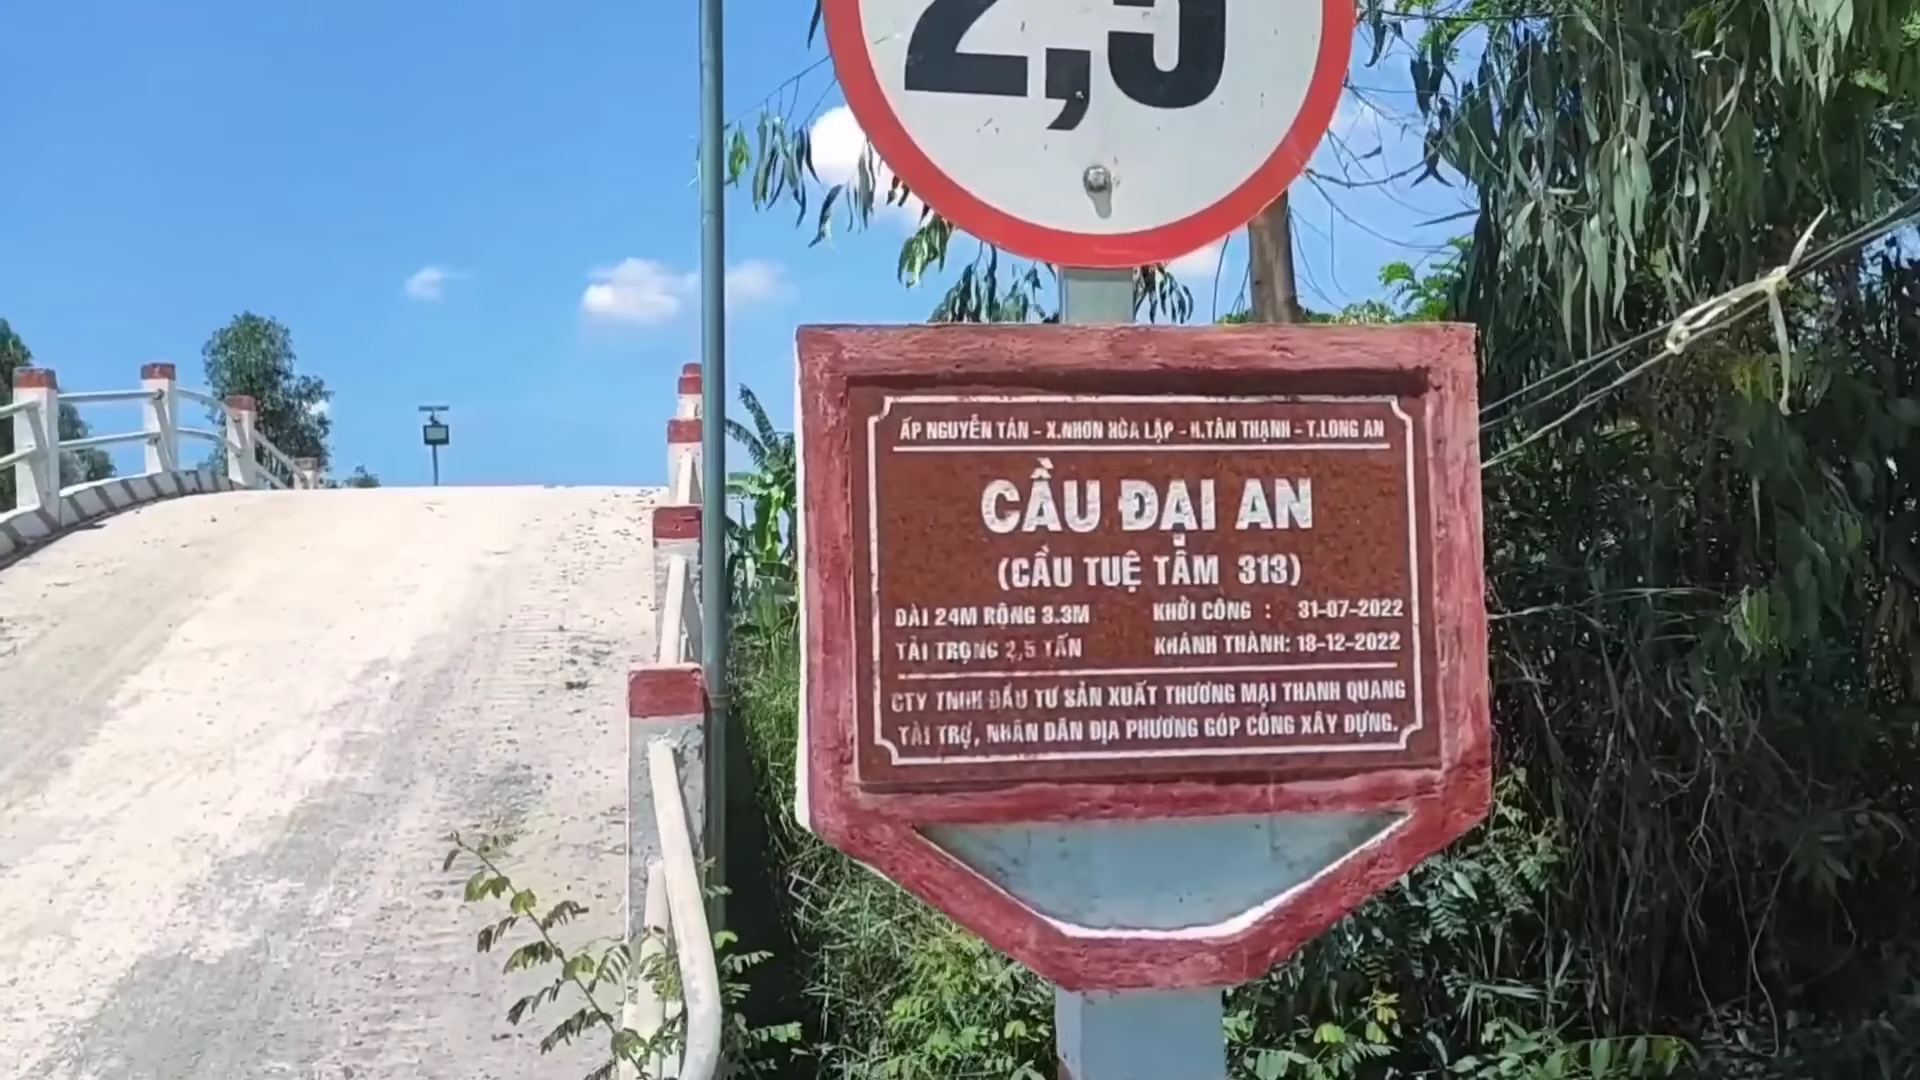 2,5
ẤP NGUYỄN TÁN - X.NHƠN HÒA LẬP - H.TÂN THẠNH - T.LONG AN
CẦU ĐẠI AN
(CẦU TUỆ TÂM 313)
DÀI 24M RỘNG 3.3M KHỞI CÔNG : 31-07-2022
TẢI TRỌNG 2,5 TẤN KHÁNH THÀNH: 18-12-2022
CTY TNHH ĐẦU TƯ SẢN XUẤT THƯƠNG MẠI THANH QUANG
TÀI TRỢ, NHÂN DÂN ĐỊA PHƯƠNG GÓP CÔNG XÂY DỰNG.